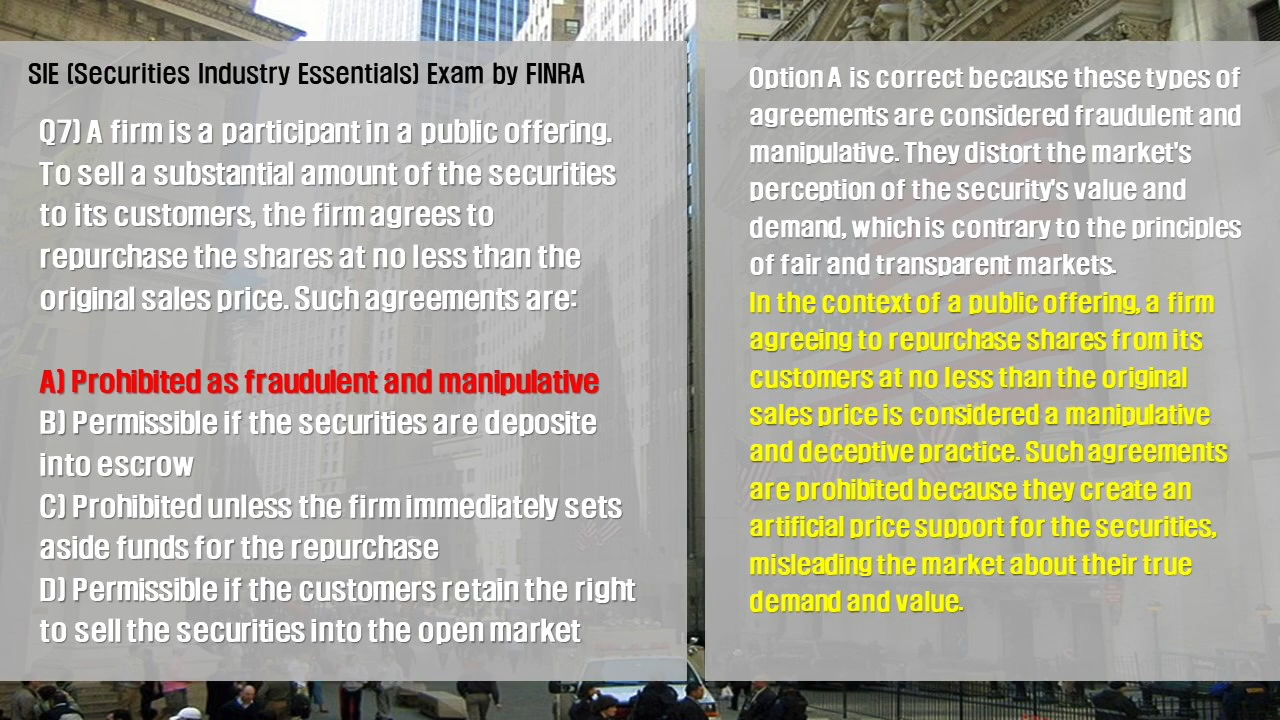 SIE (Securities Industry Essentials) Exam by FINRA
Q7) A firm is a participant in a public offering.
To sell a substantial amount of the securities
to its customers, the firm agrees to
repurchase the shares at no less than the
original sales price. Such agreements are:
A) Prohibited as fraudulent and manipulative
B) Permissible if the securities are deposite
into escrow
C) Prohibited unless the firm immediately sets
aside funds for the repurchase
D) Permissible if the customers retain the right
to sell the securities into the open market
Option A is correct because these types of
agreements are considered fraudulent and
manipulative. They distort the market's
perception of the security's value and
demand, which is contrary to the principles
of fair and transparent markets.
In the context of a public offering, a firm
agreeing to repurchase shares from its
customers at no less than the original
sales price is considered a manipulative
and deceptive practice. Such agreements
are prohibited because they create an
artificial price support for the securities,
misleading the market about their true
demand and value.